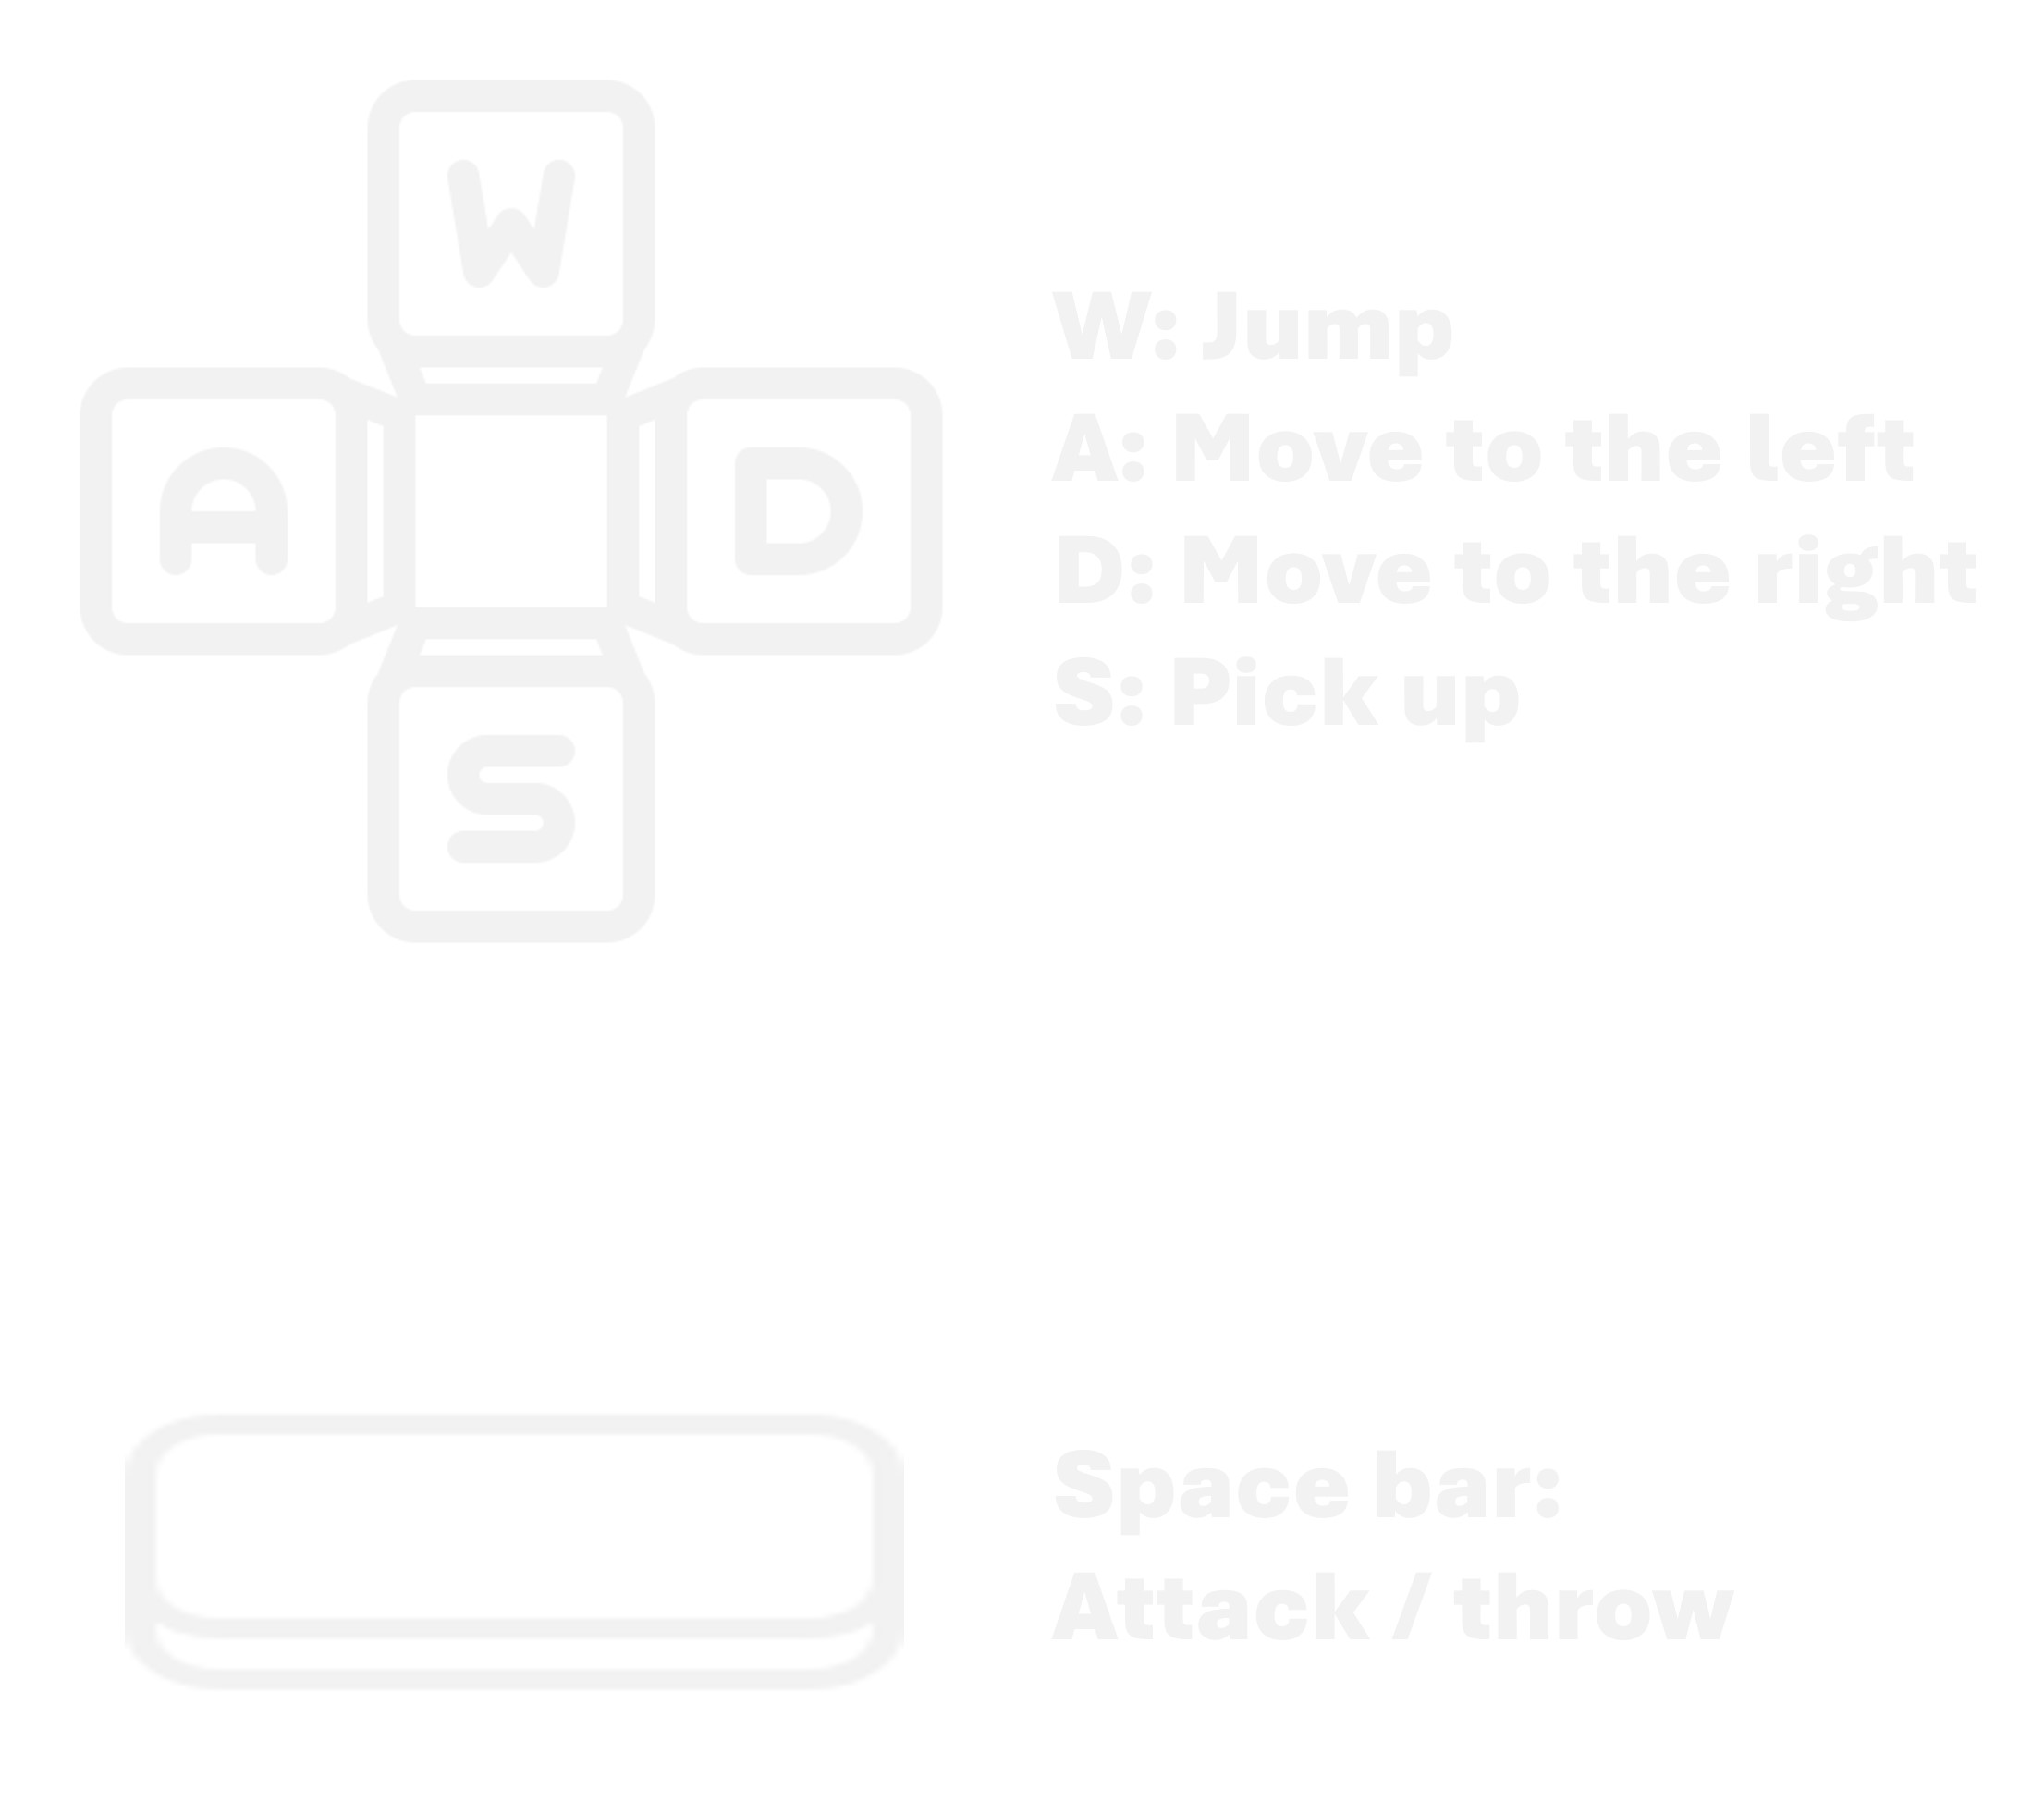 W
A
D
S
W: Jump
A: Move to the left
D: Move to the right
S: Pick up
Space bar:
Attack / throw